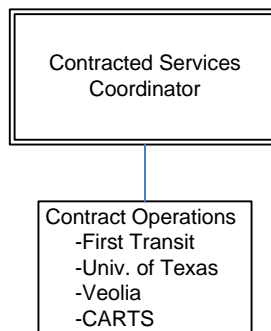 Contracted Services
Coordinator
Contract Operations
-First Transit
-Univ. of Texas
-Veolia
-CARTS